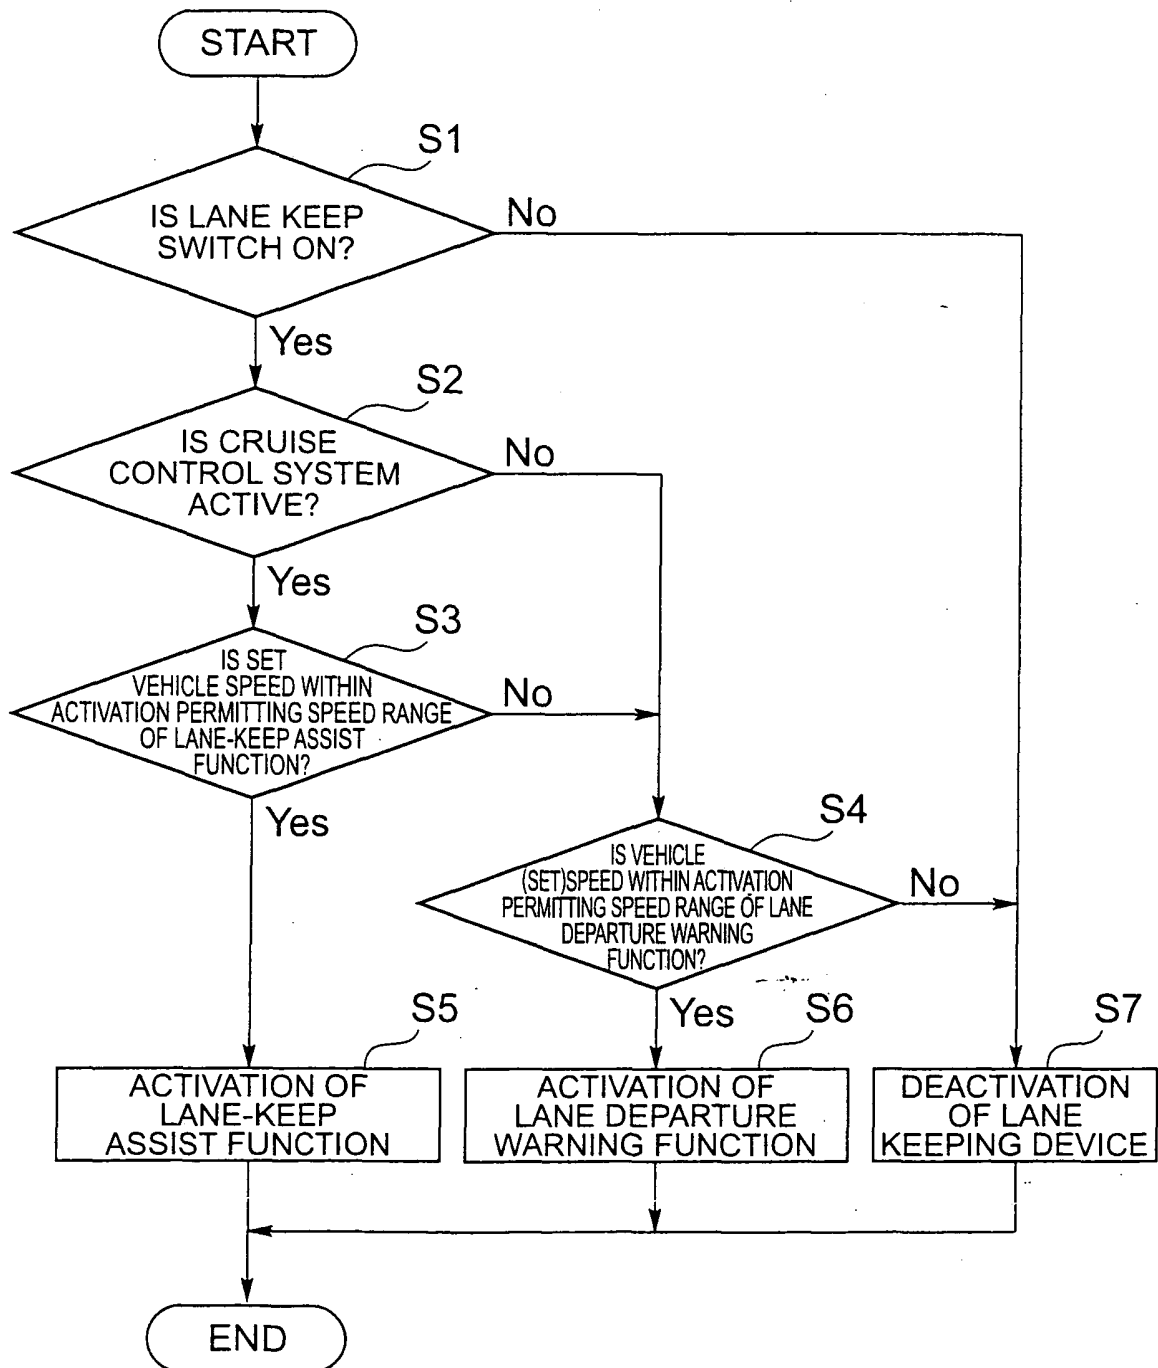 START
S1
IS LANE KEEP
SWITCH ON?
No
Yes
S2
IS CRUISE
CONTROL SYSTEM
ACTIVE?
No
Yes
S3
IS SET
VEHICLE SPEED WITHIN
ACTIVATION PERMITTING SPEED RANGE
OF LANE-KEEP ASSIST
FUNCTION?
No
Yes
S4
IS VEHICLE
(SET)SPEED WITHIN ACTIVATION
PERMITTING SPEED RANGE OF LANE
DEPARTURE WARNING
FUNCTION?
No
Yes
S5
ACTIVATION OF
LANE-KEEP
ASSIST FUNCTION
S6
ACTIVATION OF
LANE DEPARTURE
WARNING FUNCTION
S7
DEACTIVATION
OF LANE
KEEPING DEVICE
END